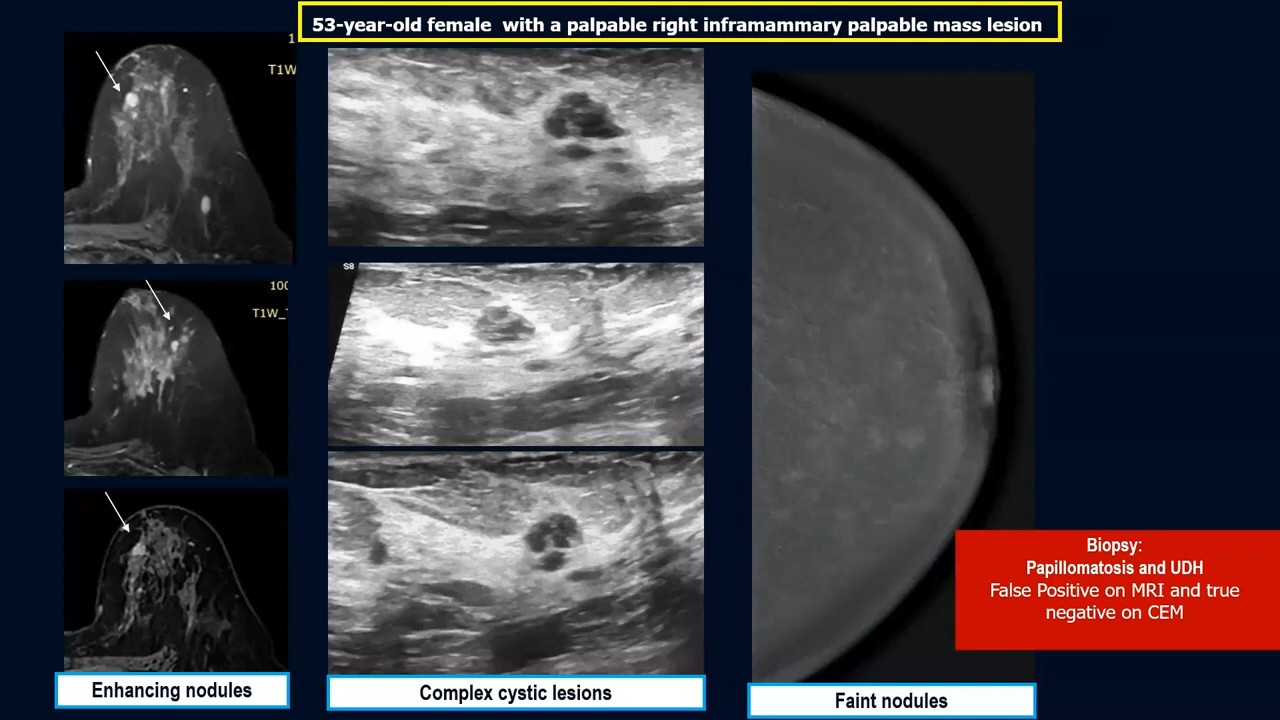 53-year-old female  with a palpable right inframammary palpable mass lesion
1
T1W
100
T1W_
S8
Biopsy:
Papillomatosis and UDH
False Positive on MRI and true
negative on CEM
Enhancing nodules
Complex cystic lesions
Faint nodules